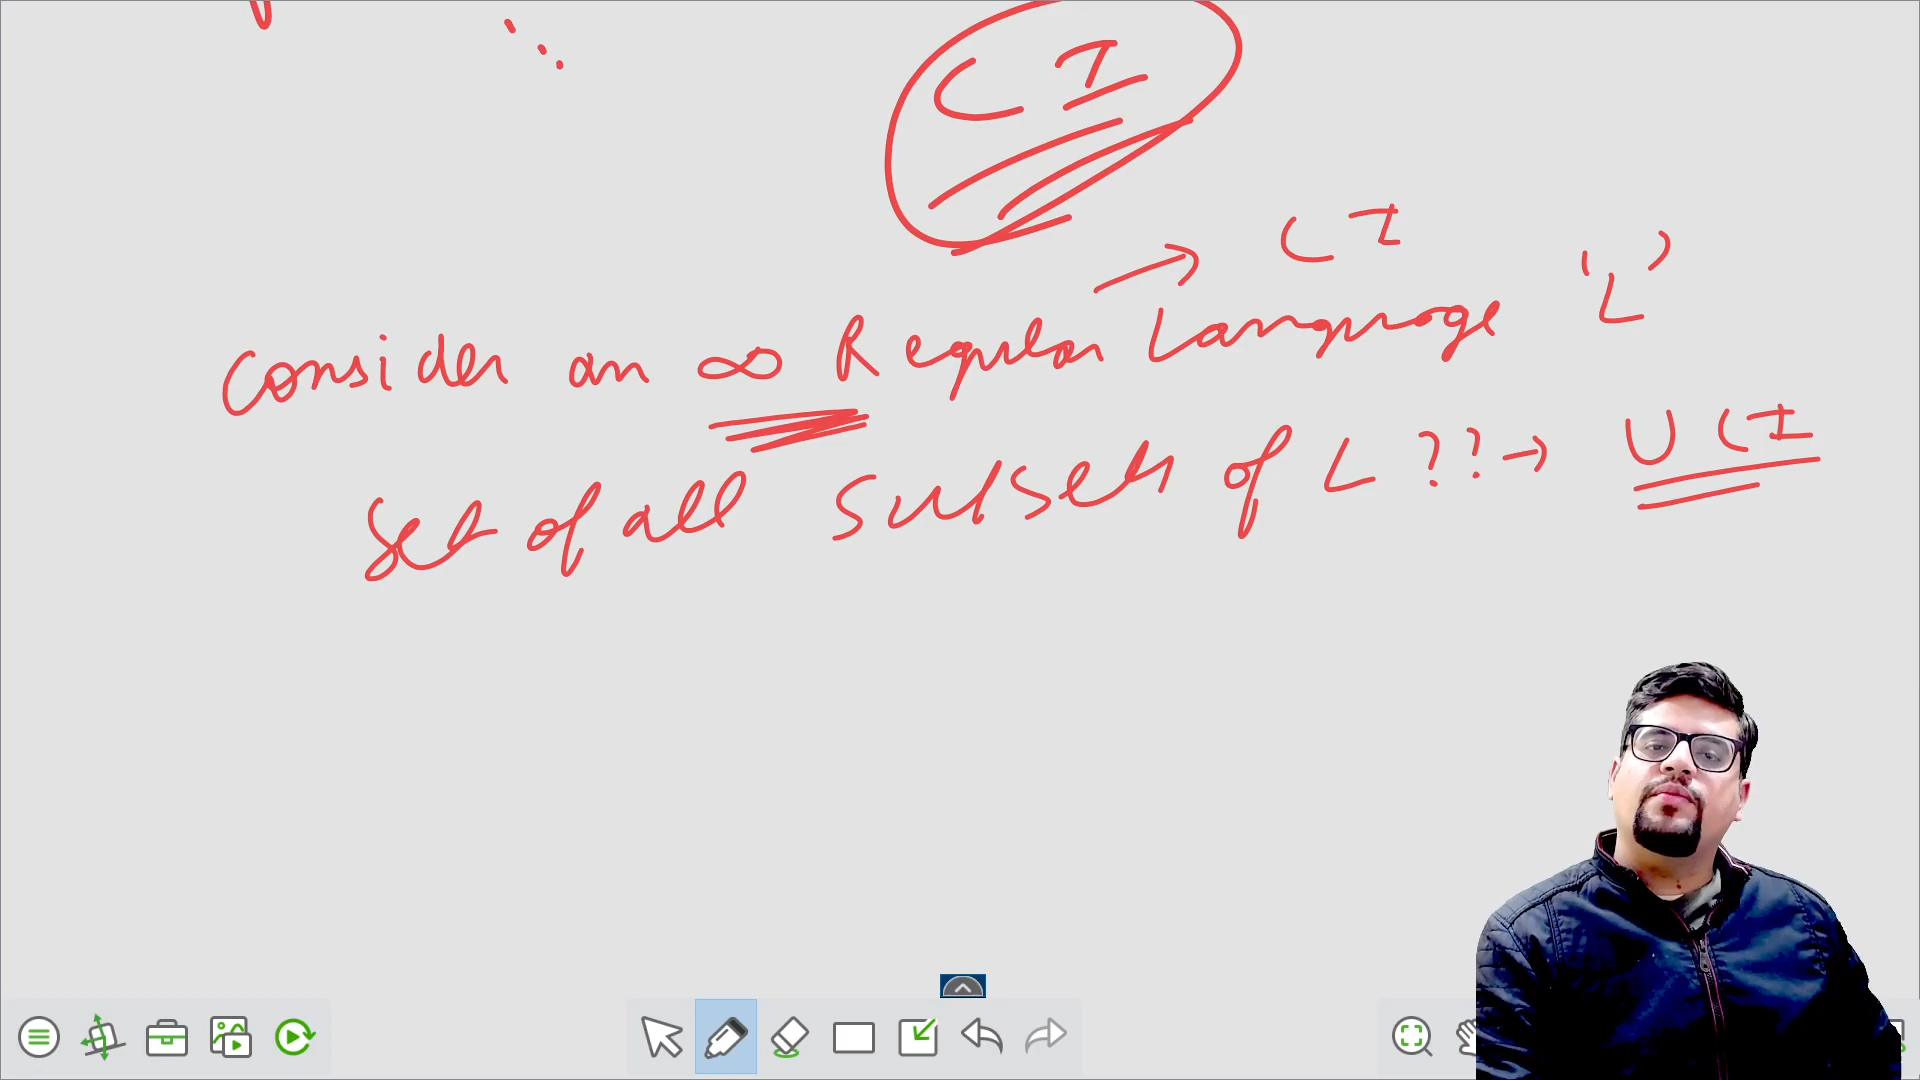 CI
→ CI
Consider an ∞ Regular Language 'L'
Set of all subsets of L ?? → UCI